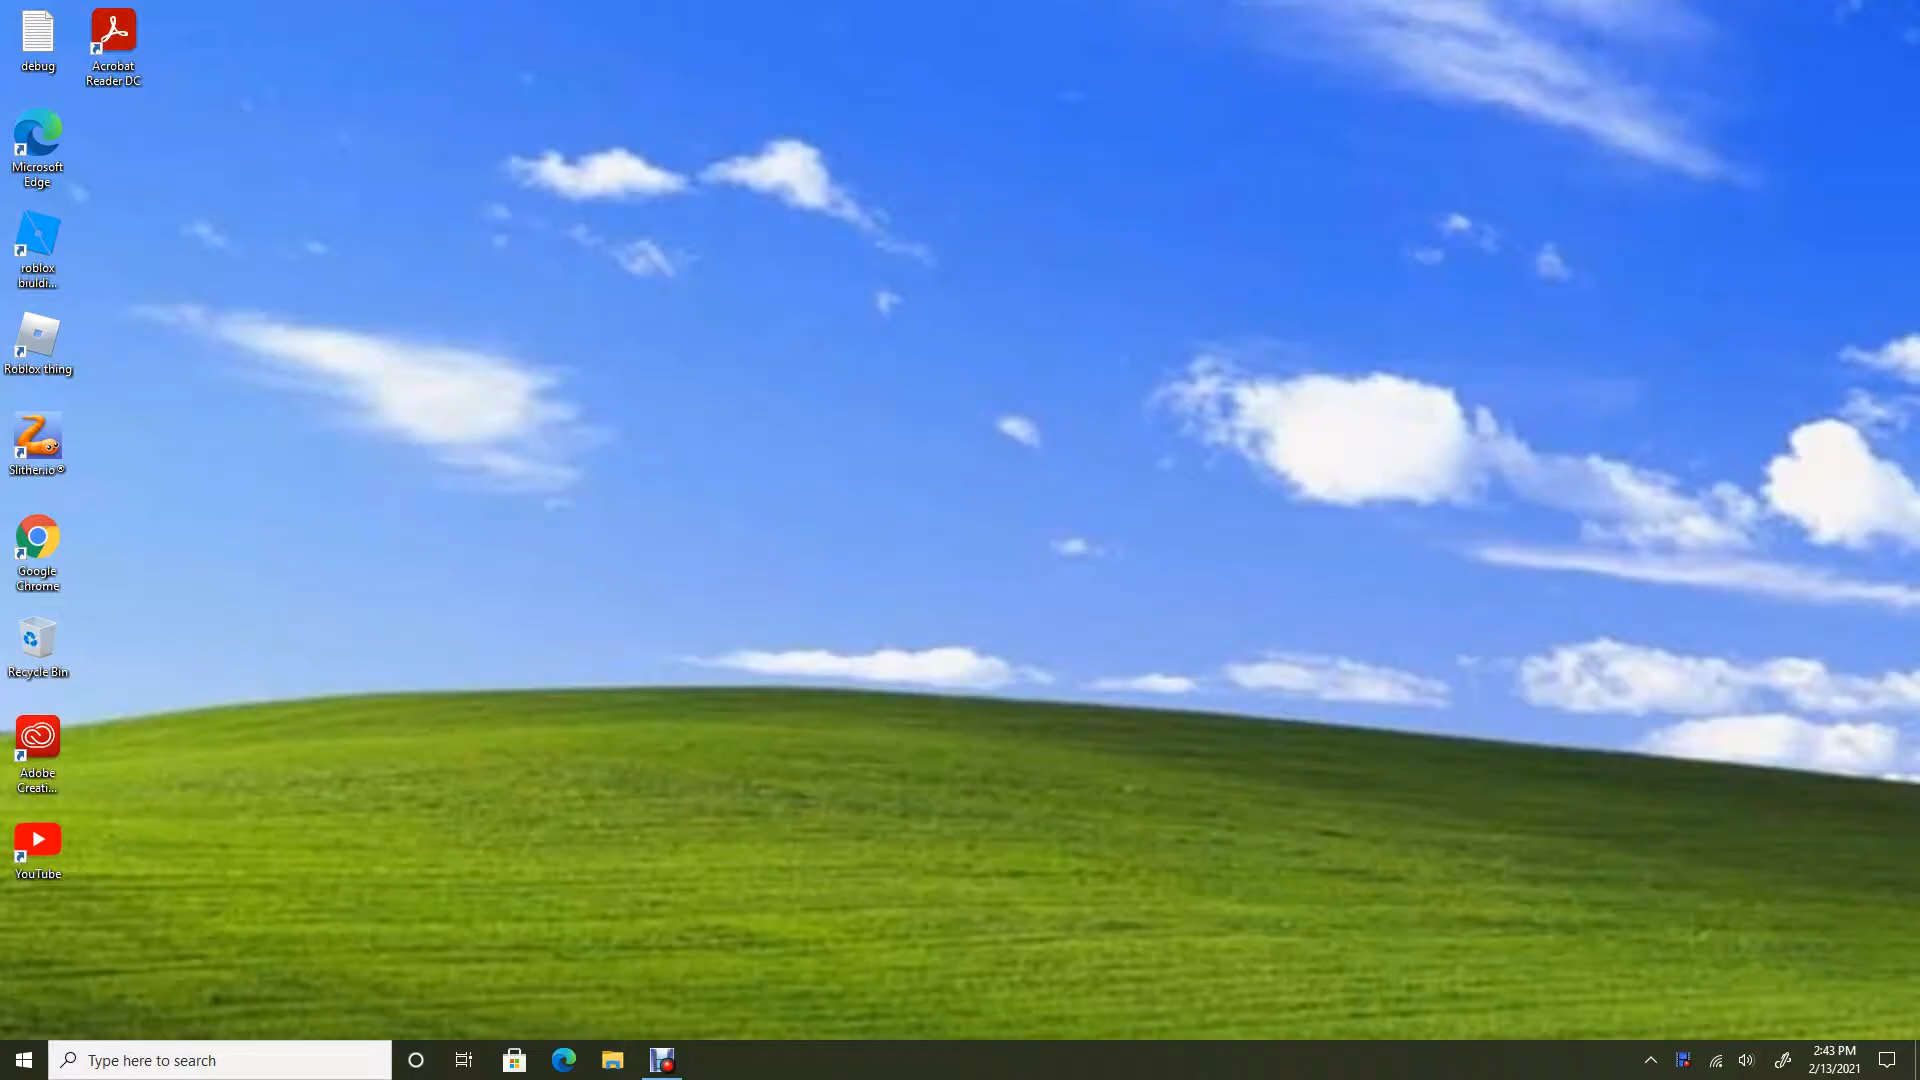 debug
Acrobat
Reader DC
Microsoft
Edge
roblox
biuldi...
Roblox thing
Slither.io®
Google
Chrome
Recycle Bin
Adobe
Creati...
YouTube
Type here to search
2:43 PM
2/13/2021